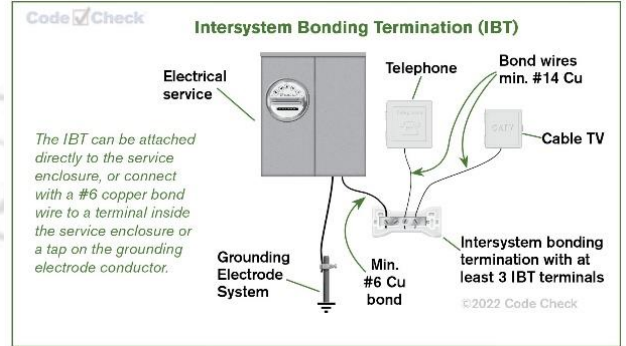 Code Check
Intersystem Bonding Termination (IBT)
Electrical
service
Telephone
Bond wires
min. #14 Cu
CATV
Cable TV
The IBT can be attached
directly to the service
enclosure, or connect
with a #6 copper bond
wire to a terminal inside
the service enclosure or
a tap on the grounding
electrode conductor.
Grounding
Electrode
System
Min.
#6 Cu
bond
Intersystem bonding
termination with at
least 3 IBT terminals
©2022 Code Check